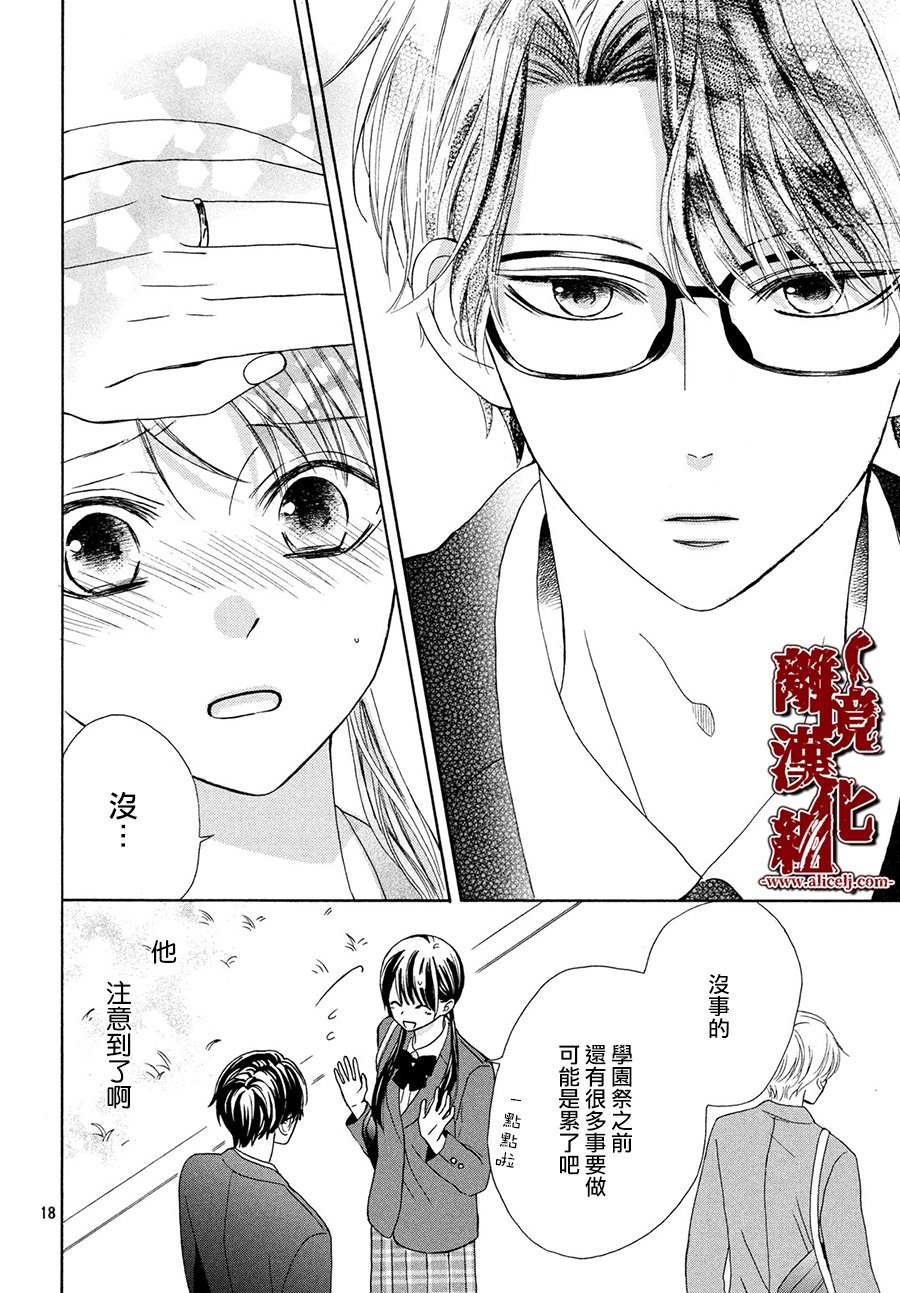 離境
漢化
組
-www.alicelj.com-
沒…
沒事的
學園祭之前
還有很多事要做
可能是累了吧
一點點啦
他
注意到了啊
18